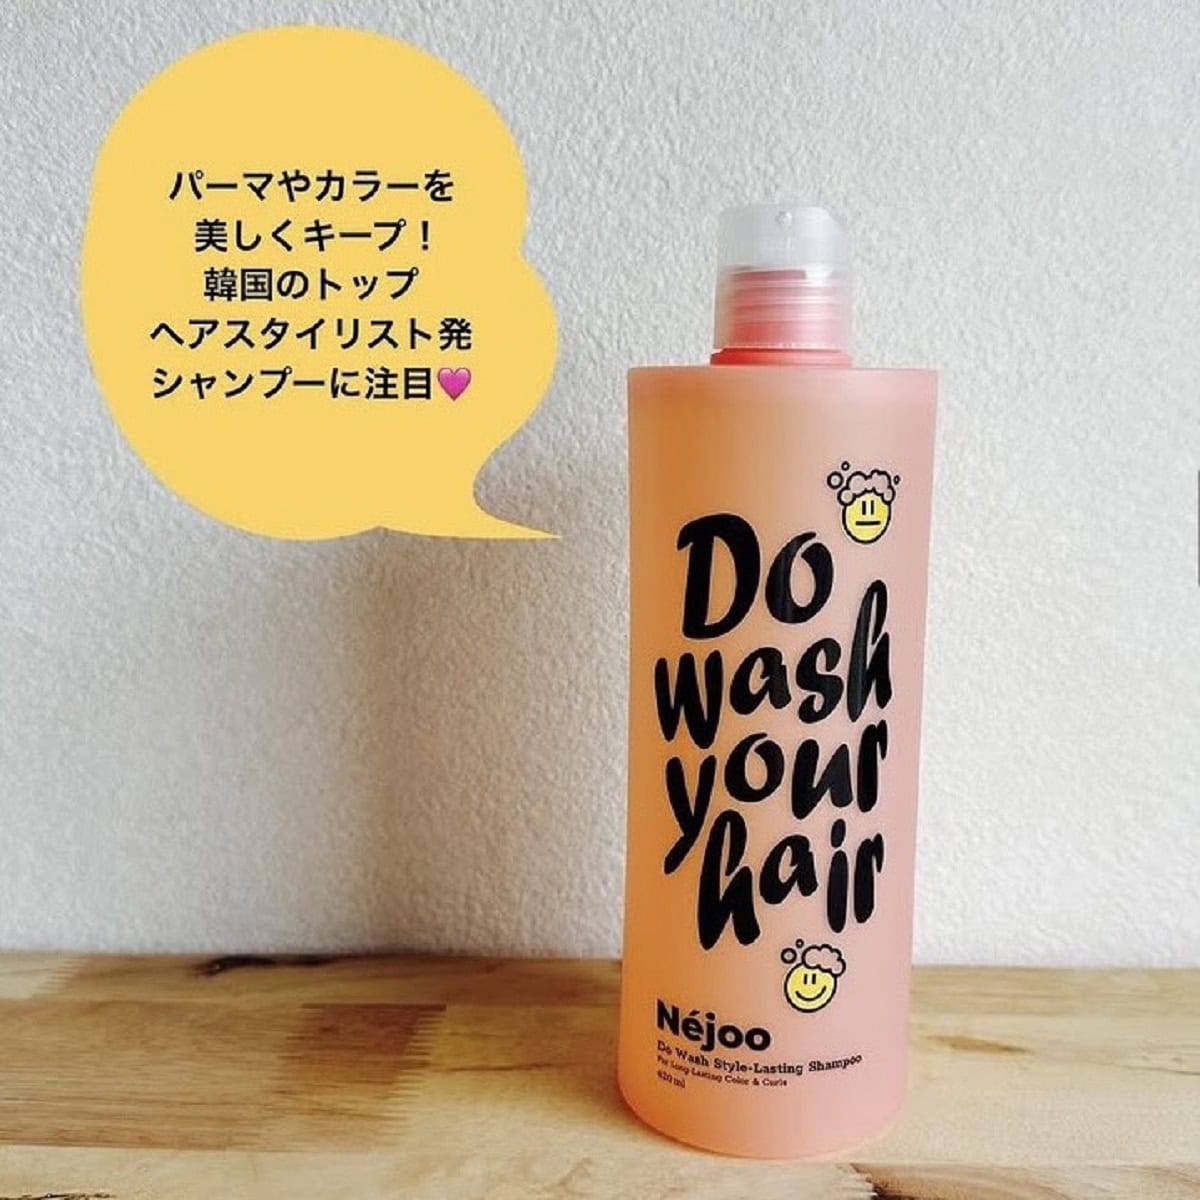 パーマやカラーを
美しくキープ！
韓国のトップ
ヘアスタイリスト発
シャンプーに注目🩷
Do
wash
your
hair
Néjoo
Do Wash Style-Lasting Shampoo
For Long Lasting Color & Curls
420 ml